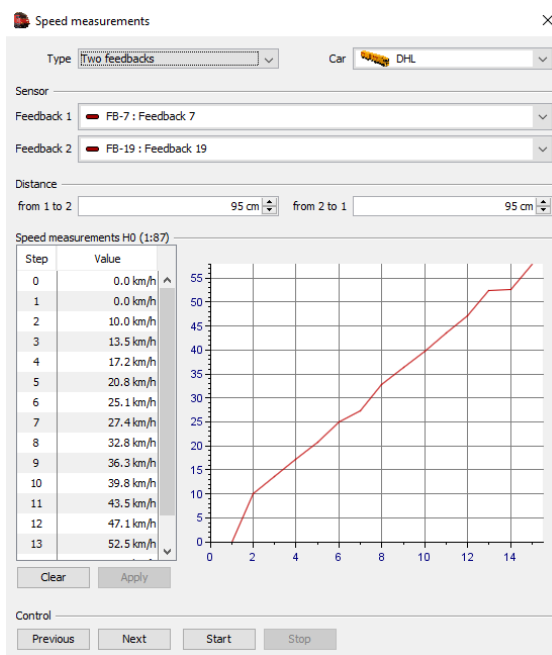 Speed measurements
Type Two feedbacks Car DHL
Sensor
Feedback 1 FB-7 : Feedback 7
Feedback 2 FB-19 : Feedback 19
Distance
from 1 to 2 95 cm from 2 to 1 95 cm
Speed measurements H0 (1:87)
Step Value
0 0.0 km/h
1 0.0 km/h
2 10.0 km/h
3 13.5 km/h
4 17.2 km/h
5 20.8 km/h
6 25.1 km/h
7 27.4 km/h
8 32.8 km/h
9 36.3 km/h
10 39.8 km/h
11 43.5 km/h
12 47.1 km/h
13 52.5 km/h
55
50
45
40
35
30
25
20
15
10
5
0
0 2 4 6 8 10 12 14
Clear Apply
Control
Previous Next Start Stop